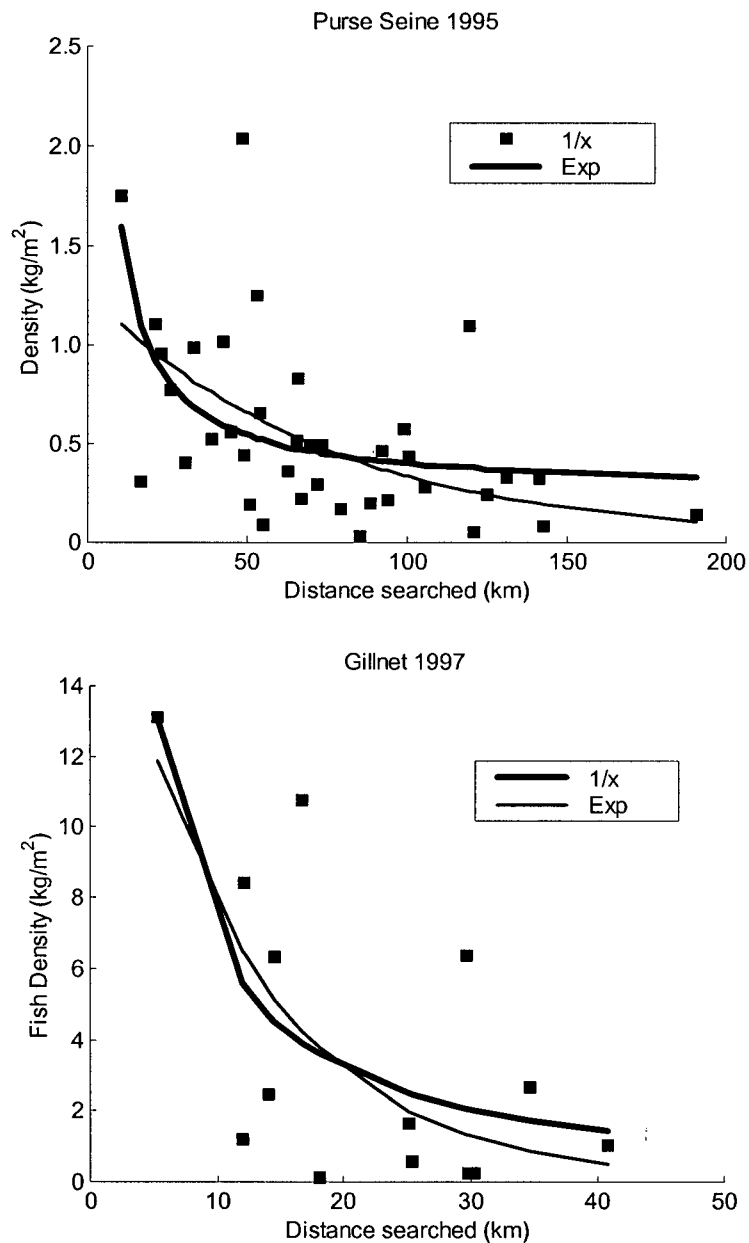 Purse Seine 1995
2.5
2.0
1.5
1.0
0.5
0
Density (kg/m²)
1/x
Exp
0 50 100 150 200
Distance searched (km)
Gillnet 1997
14
12
10
8
6
4
2
0
Fish Density (kg/m²)
1/x
Exp
0 10 20 30 40 50
Distance searched (km)